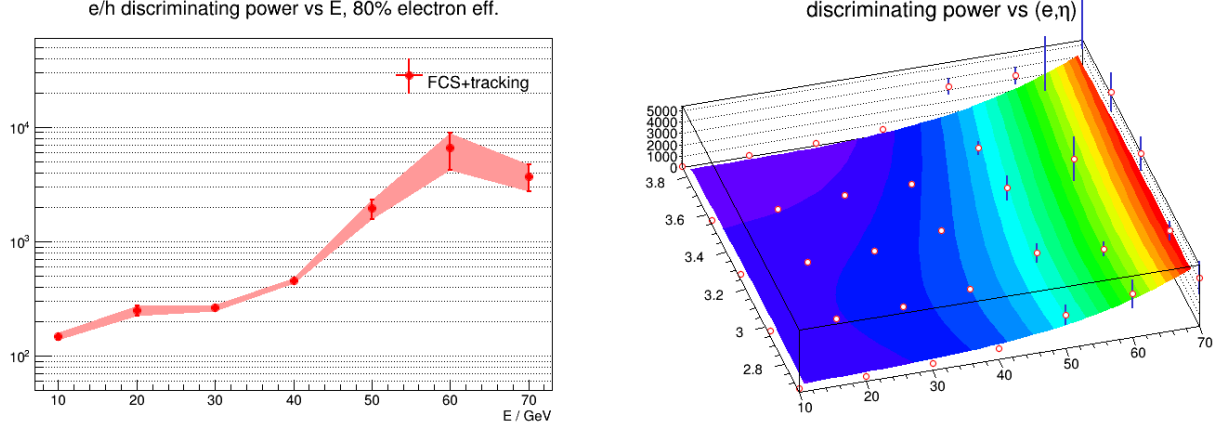 e/h discriminating power vs E, 80% electron eff.
FCS+tracking
10⁴
10³
10²
10 20 30 40 50 60 70
E / GeV
discriminating power vs (e,η)
5000
4000
3000
2000
1000
0
3.8
3.6
3.4
3.2
3
2.8
10 20 30 40 50 60 70